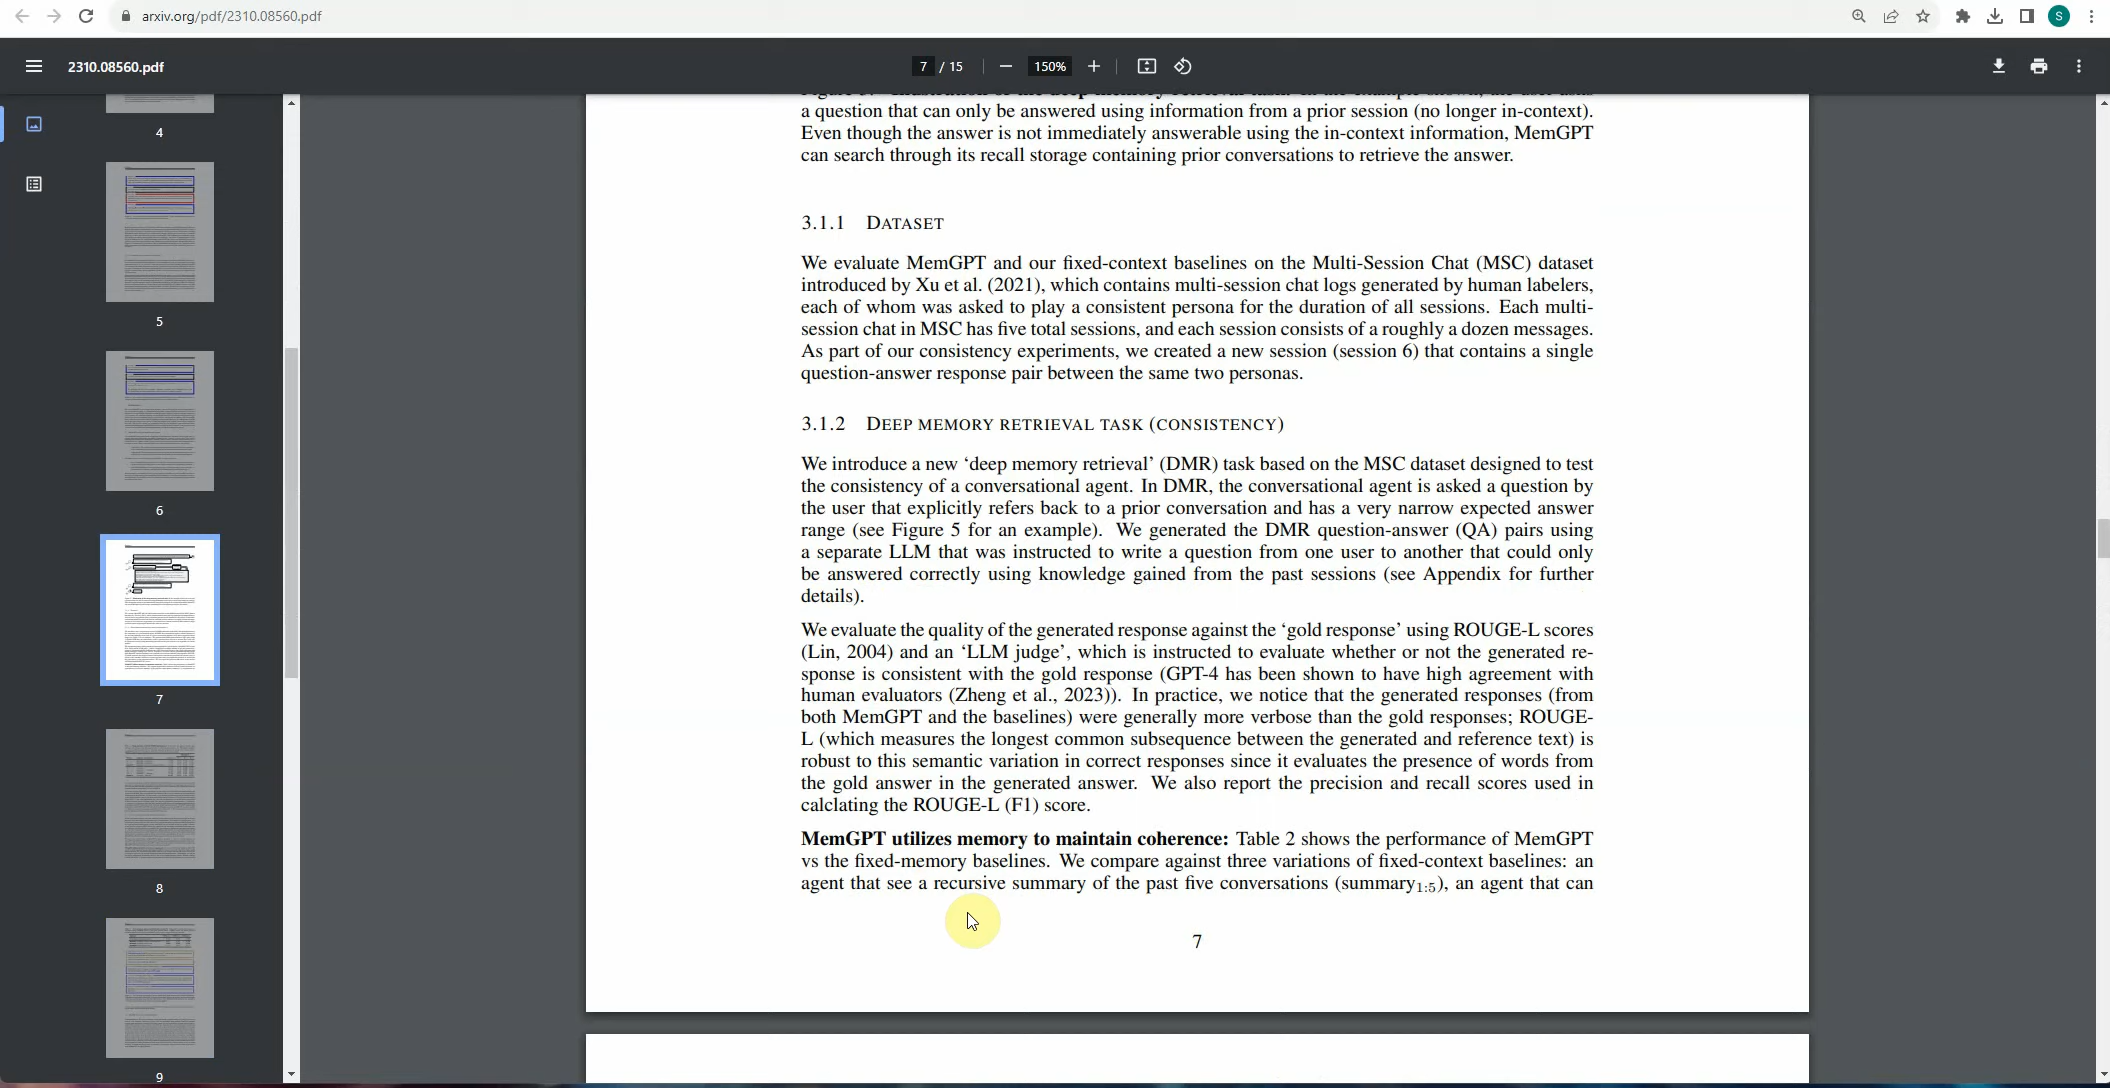 arxiv.org/pdf/2310.08560.pdf
S
2310.08560.pdf
7 / 15
150%
4
5
6
7
8
9
a question that can only be answered using information from a prior session (no longer in-context).
Even though the answer is not immediately answerable using the in-context information, MemGPT
can search through its recall storage containing prior conversations to retrieve the answer.
3.1.1 DATASET
We evaluate MemGPT and our fixed-context baselines on the Multi-Session Chat (MSC) dataset
introduced by Xu et al. (2021), which contains multi-session chat logs generated by human labelers,
each of whom was asked to play a consistent persona for the duration of all sessions. Each multi-
session chat in MSC has five total sessions, and each session consists of a roughly a dozen messages.
As part of our consistency experiments, we created a new session (session 6) that contains a single
question-answer response pair between the same two personas.
3.1.2 DEEP MEMORY RETRIEVAL TASK (CONSISTENCY)
We introduce a new ‘deep memory retrieval’ (DMR) task based on the MSC dataset designed to test
the consistency of a conversational agent. In DMR, the conversational agent is asked a question by
the user that explicitly refers back to a prior conversation and has a very narrow expected answer
range (see Figure 5 for an example). We generated the DMR question-answer (QA) pairs using
a separate LLM that was instructed to write a question from one user to another that could only
be answered correctly using knowledge gained from the past sessions (see Appendix for further
details).
We evaluate the quality of the generated response against the ‘gold response’ using ROUGE-L scores
(Lin, 2004) and an ‘LLM judge’, which is instructed to evaluate whether or not the generated re-
sponse is consistent with the gold response (GPT-4 has been shown to have high agreement with
human evaluators (Zheng et al., 2023)). In practice, we notice that the generated responses (from
both MemGPT and the baselines) were generally more verbose than the gold responses; ROUGE-
L (which measures the longest common subsequence between the generated and reference text) is
robust to this semantic variation in correct responses since it evaluates the presence of words from
the gold answer in the generated answer. We also report the precision and recall scores used in
calclating the ROUGE-L (F1) score.
MemGPT utilizes memory to maintain coherence: Table 2 shows the performance of MemGPT
vs the fixed-memory baselines. We compare against three variations of fixed-context baselines: an
agent that see a recursive summary of the past five conversations (summary1:5), an agent that can
7